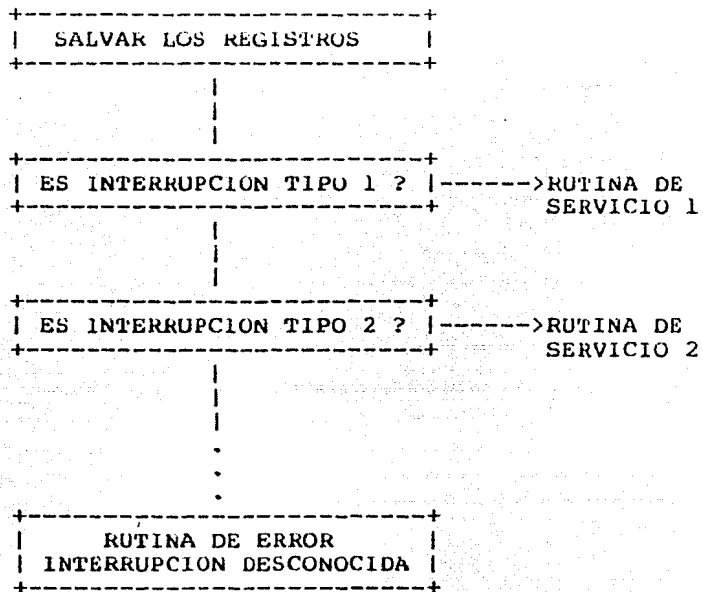 SALVAR LOS REGISTROS
ES INTERRUPCION TIPO 1 ? ------>RUTINA DE
SERVICIO 1
ES INTERRUPCION TIPO 2 ? ------>RUTINA DE
SERVICIO 2
RUTINA DE ERROR
INTERRUPCION DESCONOCIDA